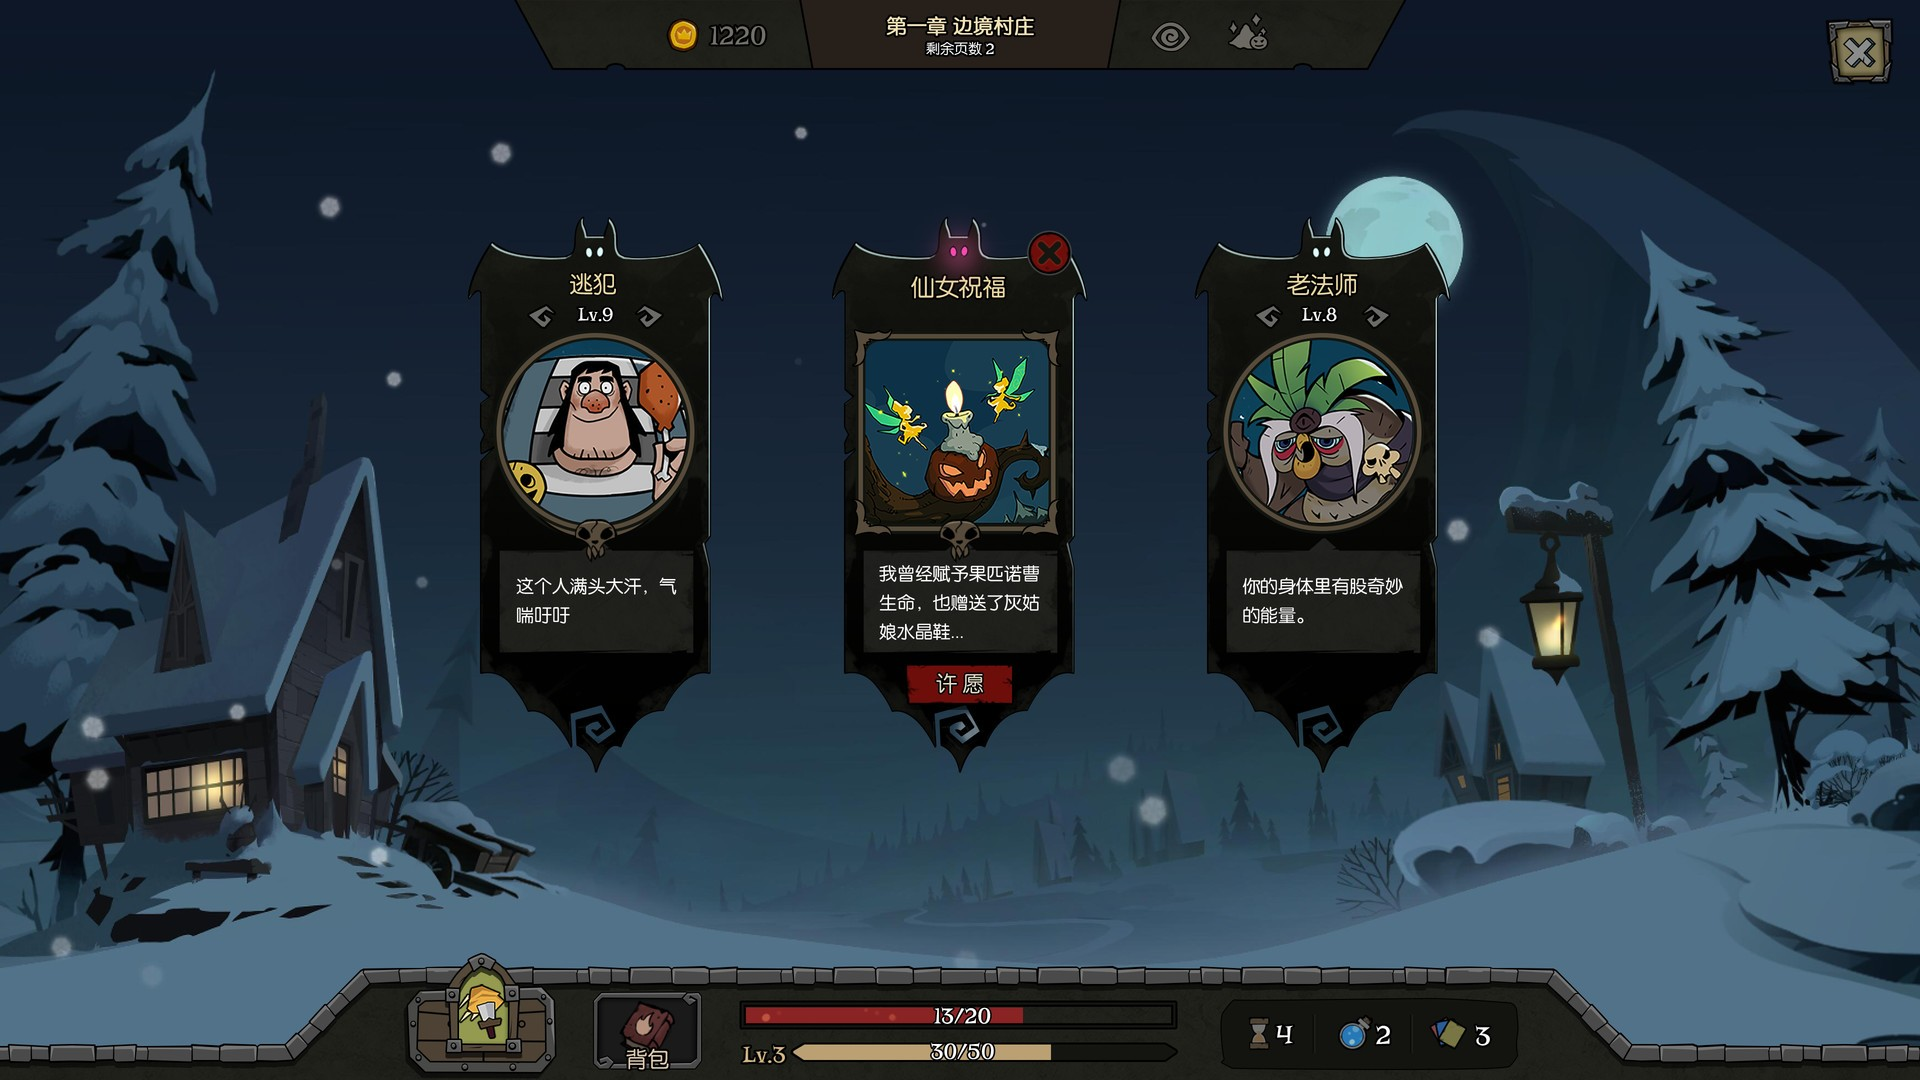 1220
第一章 边境村庄
剩余页数 2
逃犯
Lv.9
这个人满头大汗，气
喘吁吁
仙女祝福
我曾经赋予果匹诺曹
生命，也赠送了灰姑
娘水晶鞋...
许愿
老法师
Lv.8
你的身体里有股奇妙
的能量。
背包
13/20
Lv.3
30/50
4
2
3